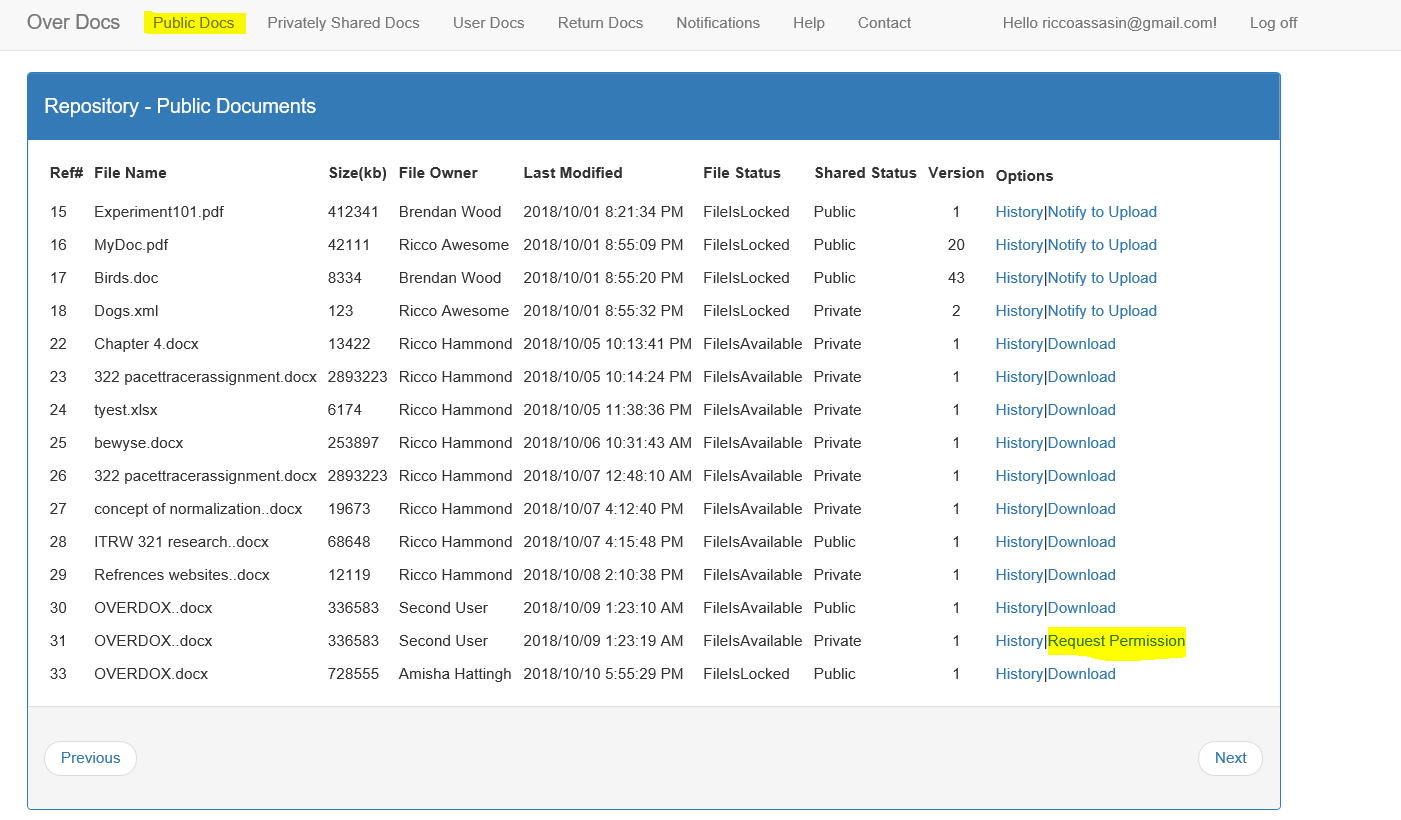 Over Docs Public Docs Privately Shared Docs User Docs Return Docs Notifications Help Contact Hello riccoassasin@gmail.com! Log off
Repository - Public Documents
Ref# File Name Size(kb) File Owner Last Modified File Status Shared Status Version Options
15 Experiment101.pdf 412341 Brendan Wood 2018/10/01 8:21:34 PM FileIsLocked Public 1 History|Notify to Upload
16 MyDoc.pdf 42111 Ricco Awesome 2018/10/01 8:55:09 PM FileIsLocked Public 20 History|Notify to Upload
17 Birds.doc 8334 Brendan Wood 2018/10/01 8:55:20 PM FileIsLocked Public 43 History|Notify to Upload
18 Dogs.xml 123 Ricco Awesome 2018/10/01 8:55:32 PM FileIsLocked Private 2 History|Notify to Upload
22 Chapter 4.docx 13422 Ricco Hammond 2018/10/05 10:13:41 PM FileIsAvailable Private 1 History|Download
23 322 pacettracerassignment.docx 2893223 Ricco Hammond 2018/10/05 10:14:24 PM FileIsAvailable Private 1 History|Download
24 tyest.xlsx 6174 Ricco Hammond 2018/10/05 11:38:36 PM FileIsAvailable Private 1 History|Download
25 bewyse.docx 253897 Ricco Hammond 2018/10/06 10:31:43 AM FileIsAvailable Private 1 History|Download
26 322 pacettracerassignment.docx 2893223 Ricco Hammond 2018/10/07 12:48:10 AM FileIsAvailable Private 1 History|Download
27 concept of normalization..docx 19673 Ricco Hammond 2018/10/07 4:12:40 PM FileIsAvailable Private 1 History|Download
28 ITRW 321 research..docx 68648 Ricco Hammond 2018/10/07 4:15:48 PM FileIsAvailable Public 1 History|Download
29 Refrences websites..docx 12119 Ricco Hammond 2018/10/08 2:10:38 PM FileIsAvailable Private 1 History|Download
30 OVERDOX..docx 336583 Second User 2018/10/09 1:23:10 AM FileIsAvailable Public 1 History|Download
31 OVERDOX..docx 336583 Second User 2018/10/09 1:23:19 AM FileIsAvailable Private 1 History|Request Permission
33 OVERDOX.docx 728555 Amisha Hattingh 2018/10/10 5:55:29 PM FileIsLocked Public 1 History|Download
Previous Next